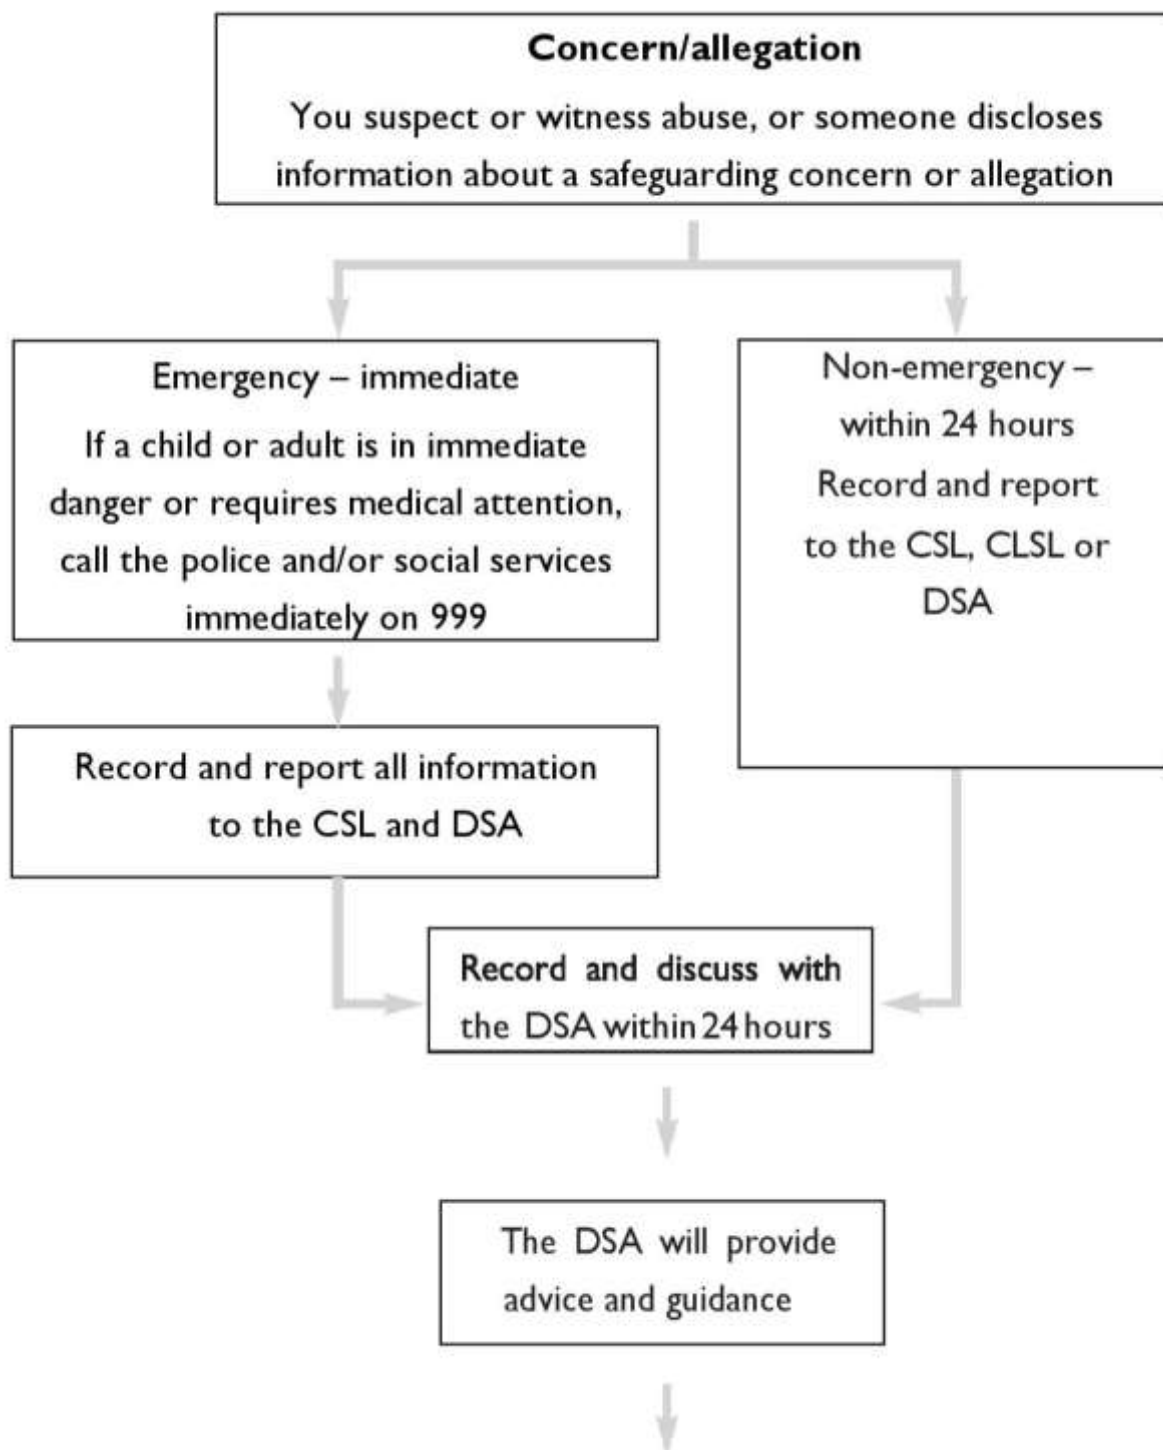 Concern/allegation
You suspect or witness abuse, or someone discloses
information about a safeguarding concern or allegation
Emergency – immediate
If a child or adult is in immediate
danger or requires medical attention,
call the police and/or social services
immediately on 999
Non-emergency –
within 24 hours
Record and report
to the CSL, CLSL or
DSA
Record and report all information
to the CSL and DSA
Record and discuss with
the DSA within 24 hours
The DSA will provide
advice and guidance